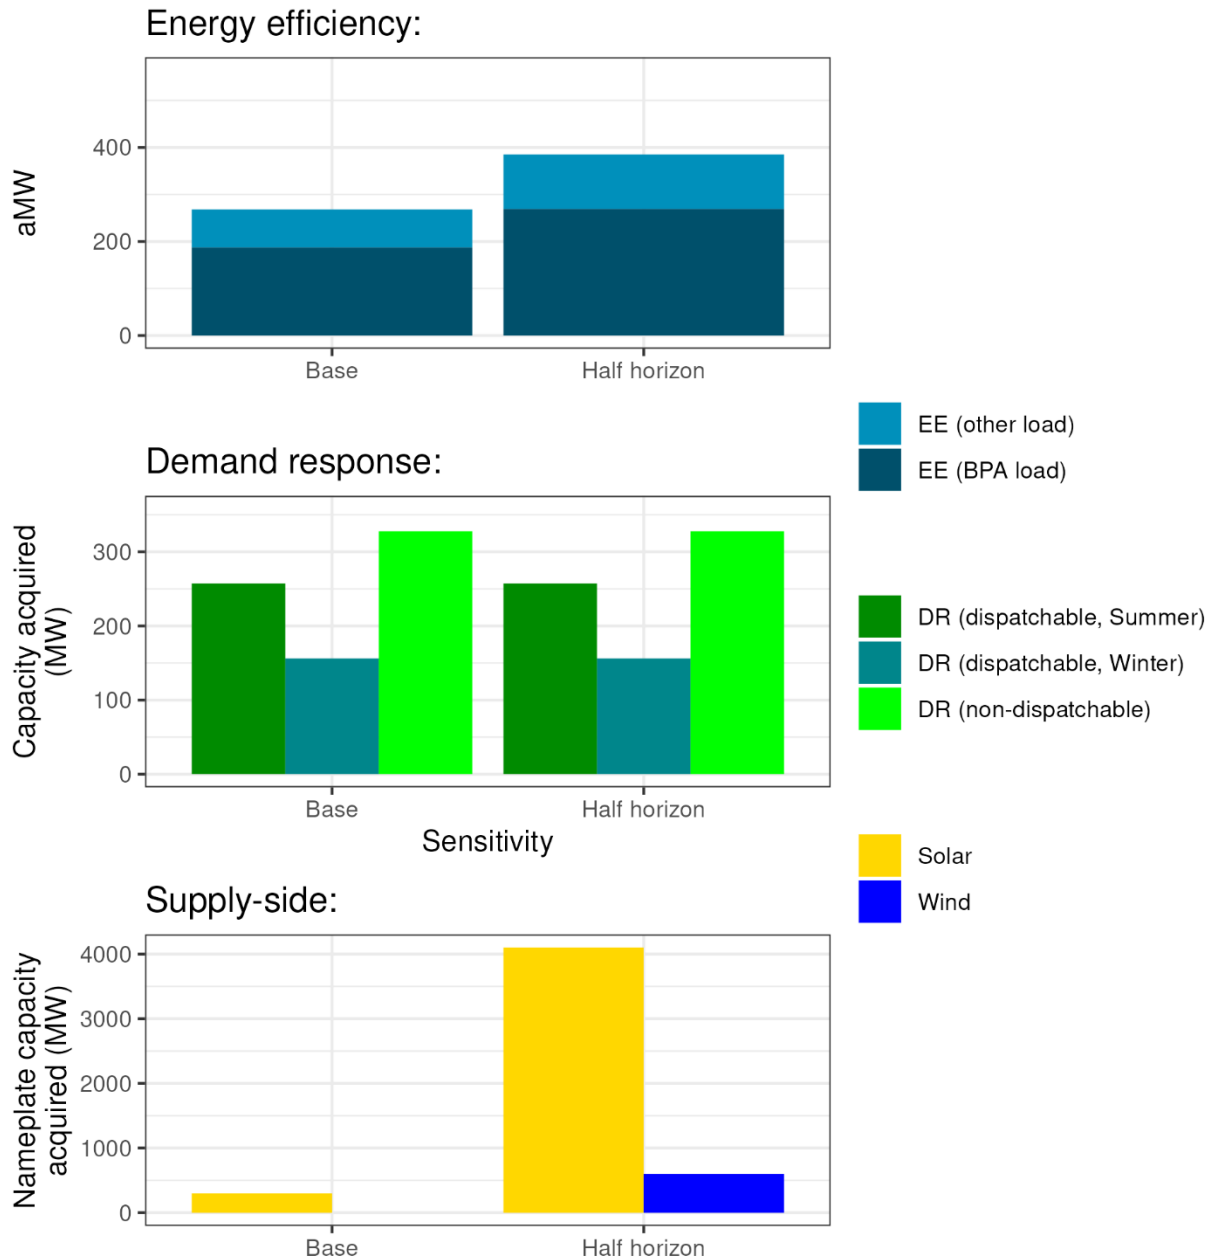 Energy efficiency:
aMW
400
200
0
Base
Half horizon
EE (other load)
EE (BPA load)
Demand response:
Capacity acquired
(MW)
300
200
100
0
Base
Half horizon
Sensitivity
DR (dispatchable, Summer)
DR (dispatchable, Winter)
DR (non-dispatchable)
Solar
Wind
Supply-side:
Nameplate capacity
acquired (MW)
4000
3000
2000
1000
0
Base
Half horizon